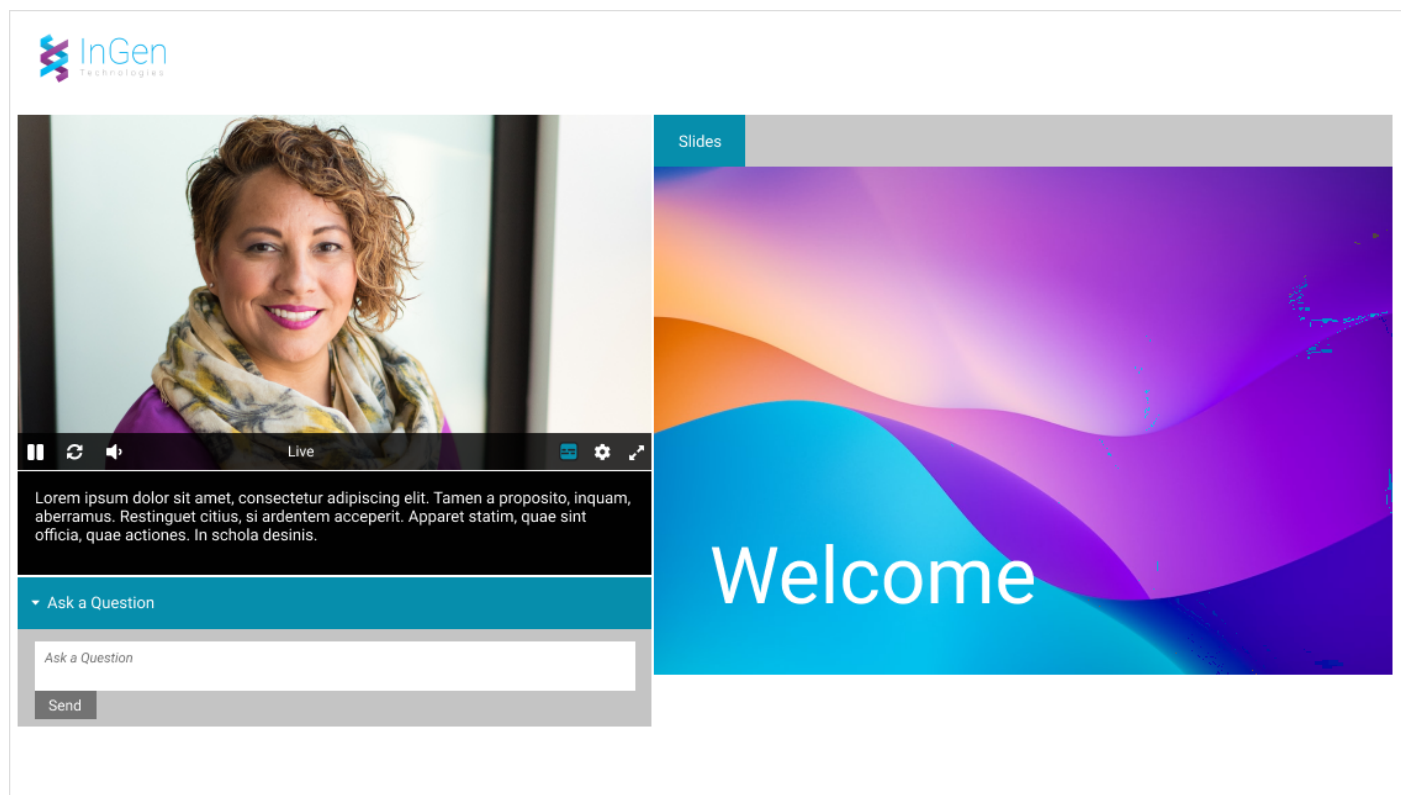 InGen
Technologies
Slides
Live
Lorem ipsum dolor sit amet, consectetur adipiscing elit. Tamen a proposito, inquam,
aberramus. Restinguet citius, si ardentem acceperit. Apparet statim, quae sint
officia, quae actiones. In schola desinis.
Ask a Question
Ask a Question
Send
Welcome